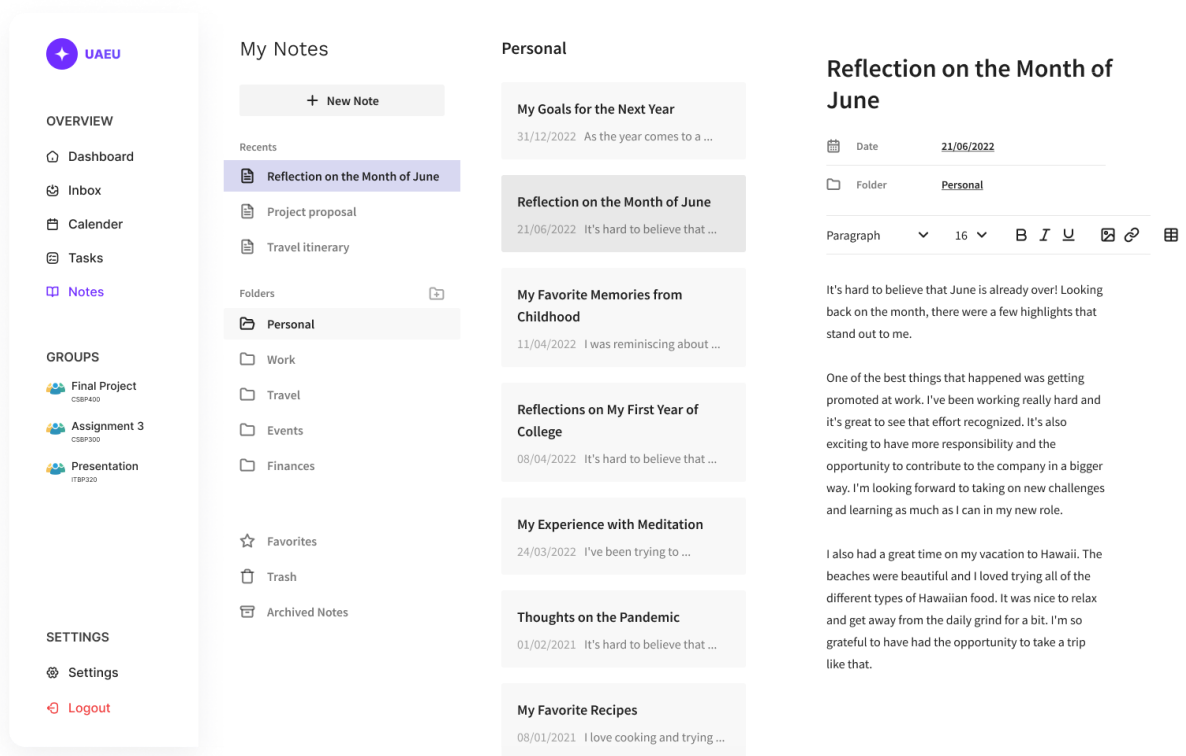 UAEU
OVERVIEW
Dashboard
Inbox
Calender
Tasks
Notes
GROUPS
Final Project
CSBP400
Assignment 3
CSBP300
Presentation
ITBP320
SETTINGS
Settings
Logout
My Notes
New Note
Recents
Reflection on the Month of June
Project proposal
Travel itinerary
Folders
Personal
Work
Travel
Events
Finances
Favorites
Trash
Archived Notes
Personal
My Goals for the Next Year
31/12/2022 As the year comes to a ...
Reflection on the Month of June
21/06/2022 It's hard to believe that ...
My Favorite Memories from
Childhood
11/04/2022 I was reminiscing about ...
Reflections on My First Year of
College
08/04/2022 It's hard to believe that ...
My Experience with Meditation
24/03/2022 I've been trying to ...
Thoughts on the Pandemic
01/02/2021 It's hard to believe that ...
My Favorite Recipes
08/01/2021 I love cooking and trying ...
Reflection on the Month of
June
Date 21/06/2022
Folder Personal
Paragraph 16 B I U
It's hard to believe that June is already over! Looking
back on the month, there were a few highlights that
stand out to me.
One of the best things that happened was getting
promoted at work. I've been working really hard and
it's great to see that effort recognized. It's also
exciting to have more responsibility and the
opportunity to contribute to the company in a bigger
way. I'm looking forward to taking on new challenges
and learning as much as I can in my new role.
I also had a great time on my vacation to Hawaii. The
beaches were beautiful and I loved trying all of the
different types of Hawaiian food. It was nice to relax
and get away from the daily grind for a bit. I'm so
grateful to have had the opportunity to take a trip
like that.